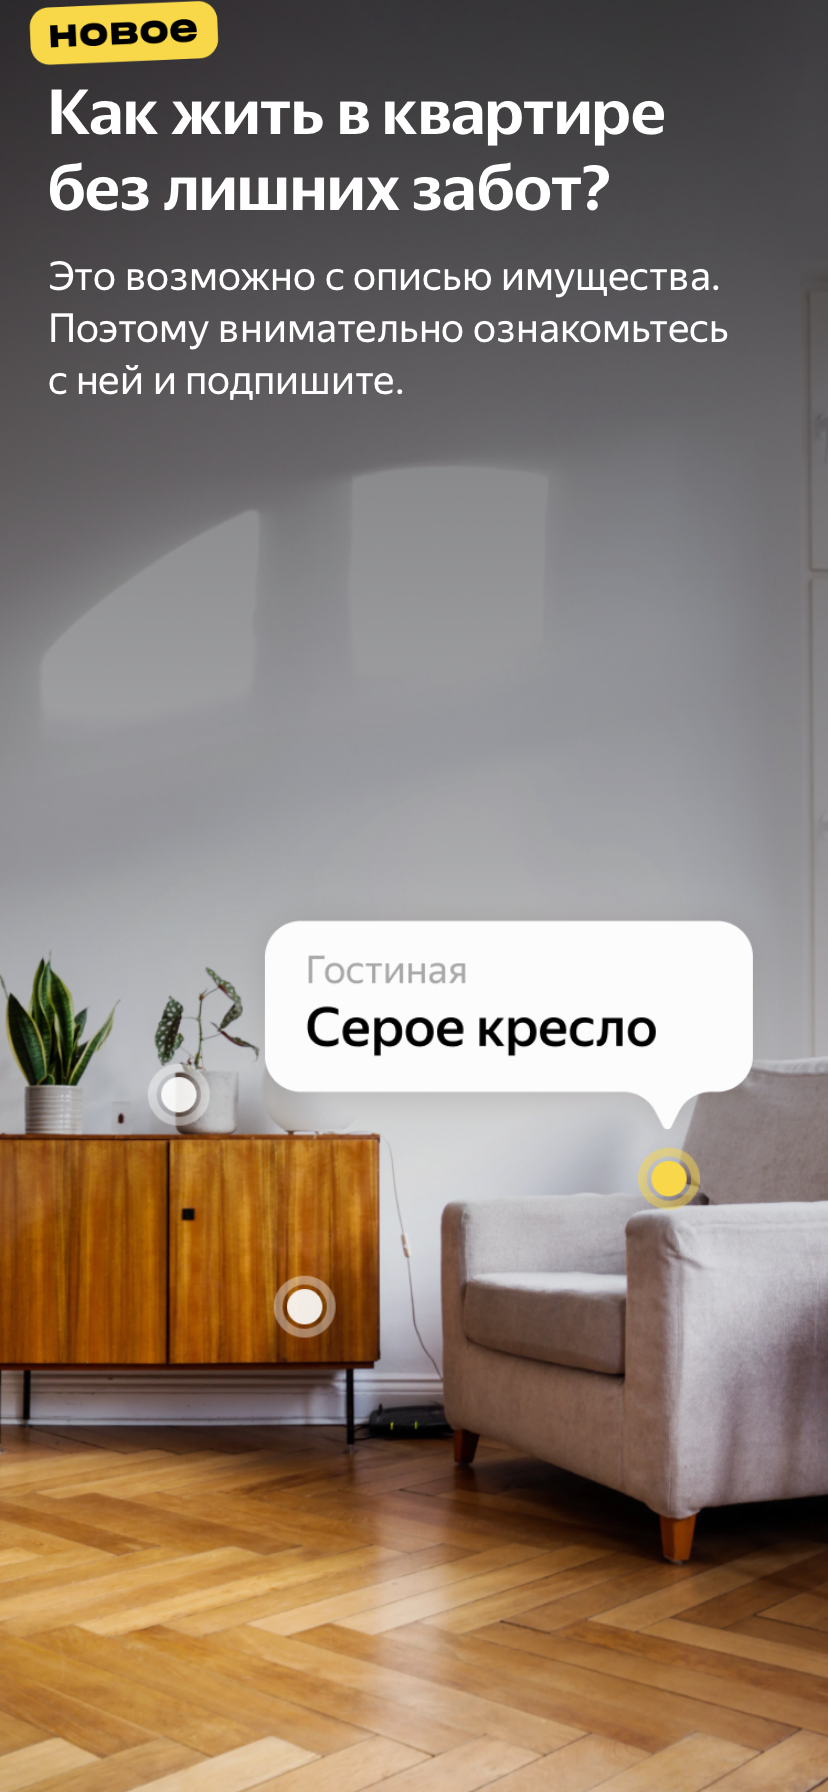 новое
Как жить в квартире
без лишних забот?
Это возможно с описью имущества.
Поэтому внимательно ознакомьтесь
с ней и подпишите.
Гостиная
Серое кресло